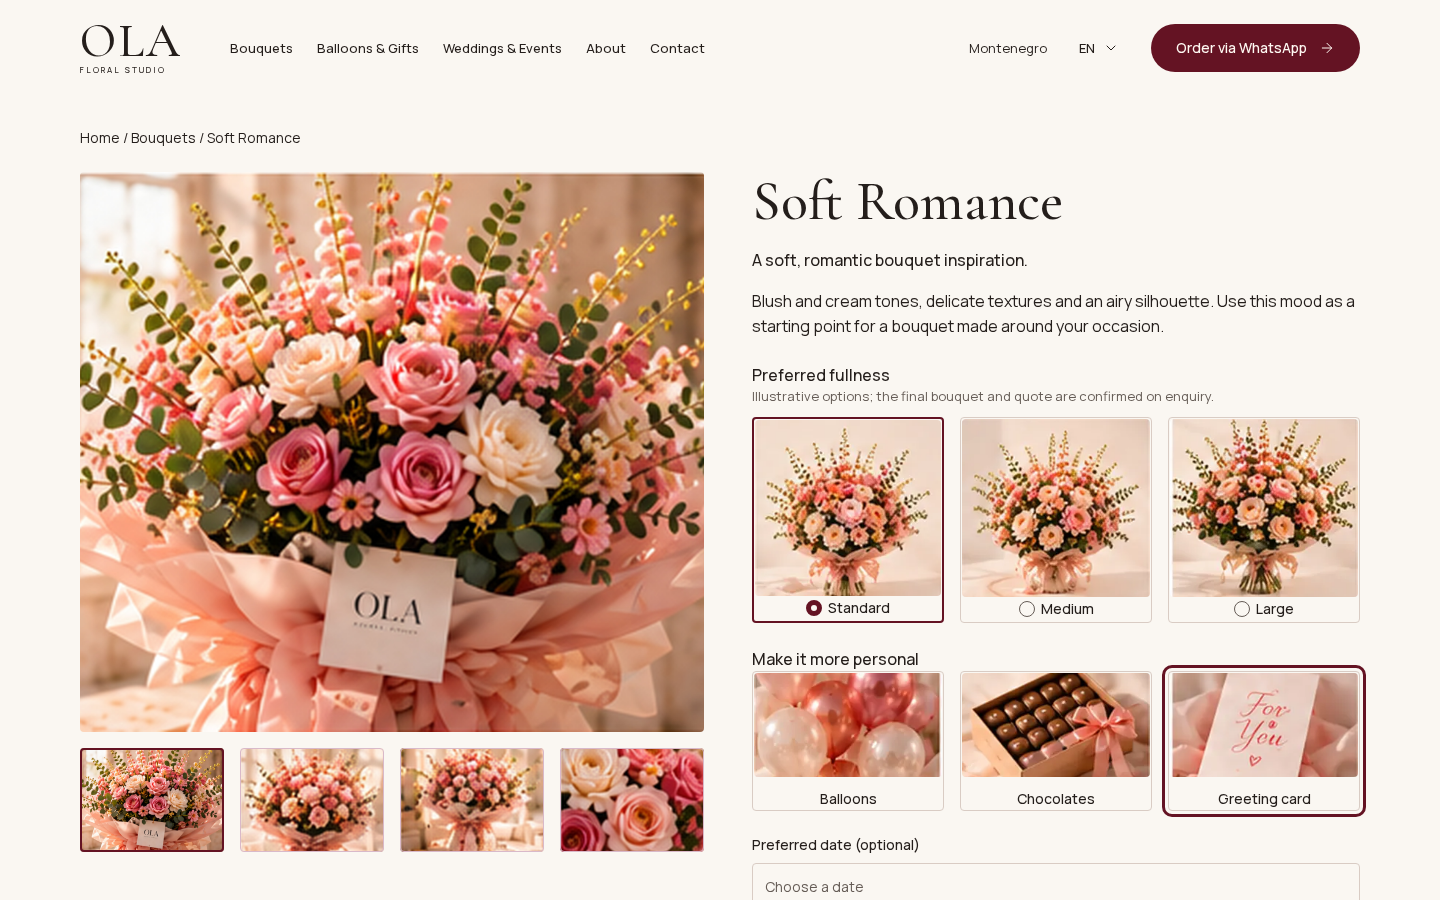 OLA
FLORAL STUDIO
Bouquets
Balloons & Gifts
Weddings & Events
About
Contact
Montenegro
EN
Order via WhatsApp
Home / Bouquets / Soft Romance
Soft Romance
A soft, romantic bouquet inspiration.
Blush and cream tones, delicate textures and an airy silhouette. Use this mood as a
starting point for a bouquet made around your occasion.
Preferred fullness
Illustrative options; the final bouquet and quote are confirmed on enquiry.
Standard
Medium
Large
Make it more personal
For
a
You
Balloons
Chocolates
Greeting card
Preferred date (optional)
Choose a date
OLA
OLA